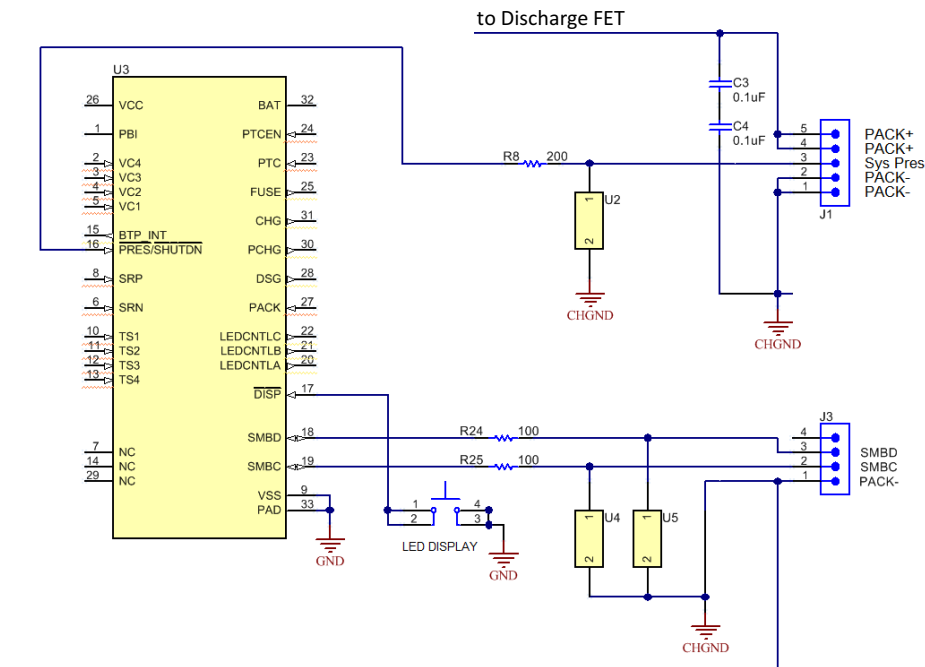 to Discharge FET
U3
26 VCC BAT 32
1 PBI PTCEN 24
2 VC4 PTC 23
3 VC3
4 VC2 FUSE 25
5 VC1
CHG 31
15 BTP_INT
16 PRES/SHUTDN PCHG 30
8 SRP DSG 28
6 SRN PACK 27
10 TS1 LEDCNTLC 22
11 TS2 LEDCNTLB 21
12 TS3 LEDCNTLA 20
13 TS4
DISP 17
SMBD 18
7 NC
14 NC SMBC 19
29 NC
VSS 9
PAD 33
GND
R8 200
U2
1
2
CHGND
C3
0.1uF
C4
0.1uF
5 PACK+
4 PACK+
3 Sys Pres
2 PACK-
1 PACK-
J1
CHGND
R24 100
R25 100
1 4
2 3
LED DISPLAY
GND
U4
1
2
U5
1
2
CHGND
J3
4
3 SMBD
2 SMBC
1 PACK-